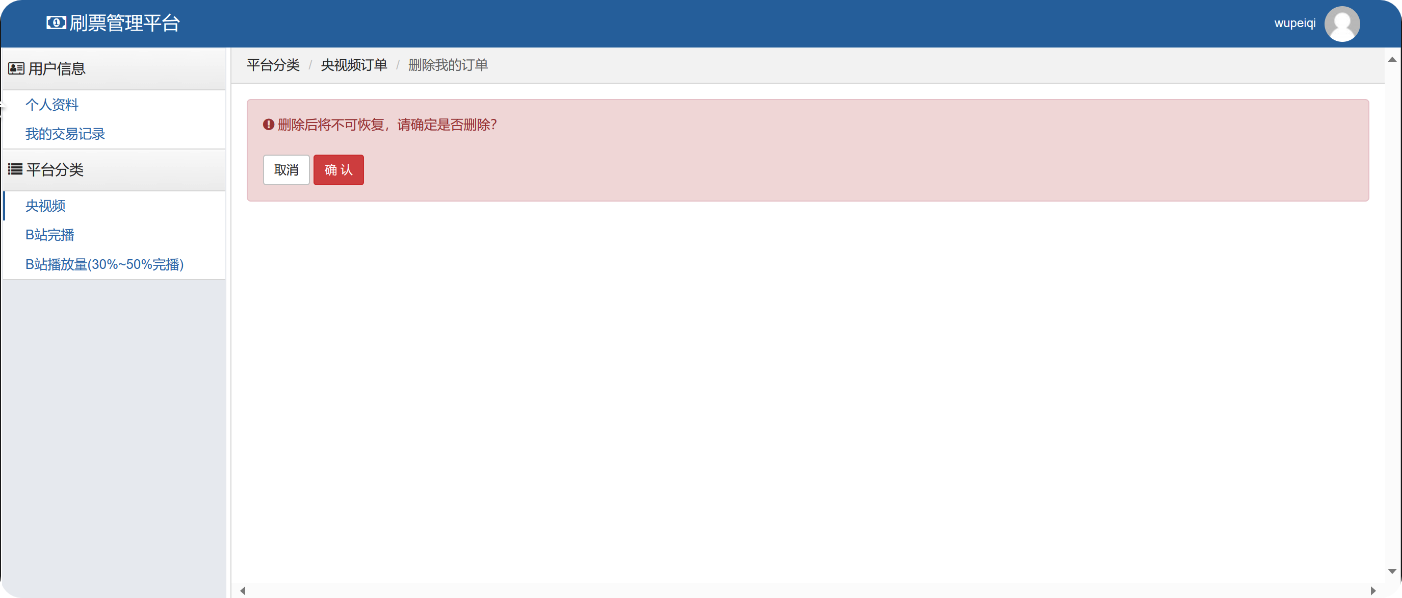 刷票管理平台
wupeiqi
用户信息
个人资料
我的交易记录
平台分类
央视频
B站完播
B站播放量(30%~50%完播)
平台分类 / 央视频订单 / 删除我的订单
删除后将不可恢复，请确定是否删除?
取消 确 认